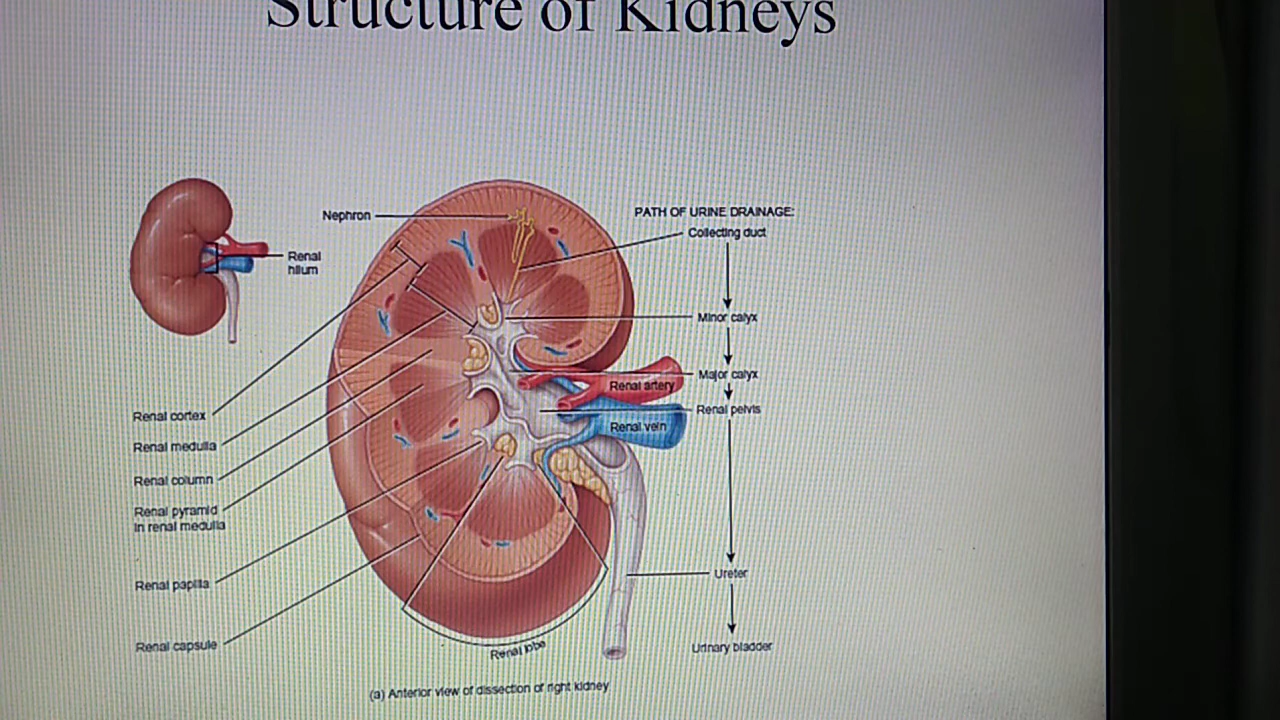 Structure of Kidneys
Nephron
PATH OF URINE DRAINAGE:
Collecting duct
Renal
hilum
Minor calyx
Major calyx
Renal artery
Renal pelvis
Renal cortex
Renal vein
Renal medulla
Renal column
Renal pyramid
in renal medulla
Ureter
Renal papilla
Renal capsule
Renal lobe
Urinary bladder
(a) Anterior view of dissection of right kidney